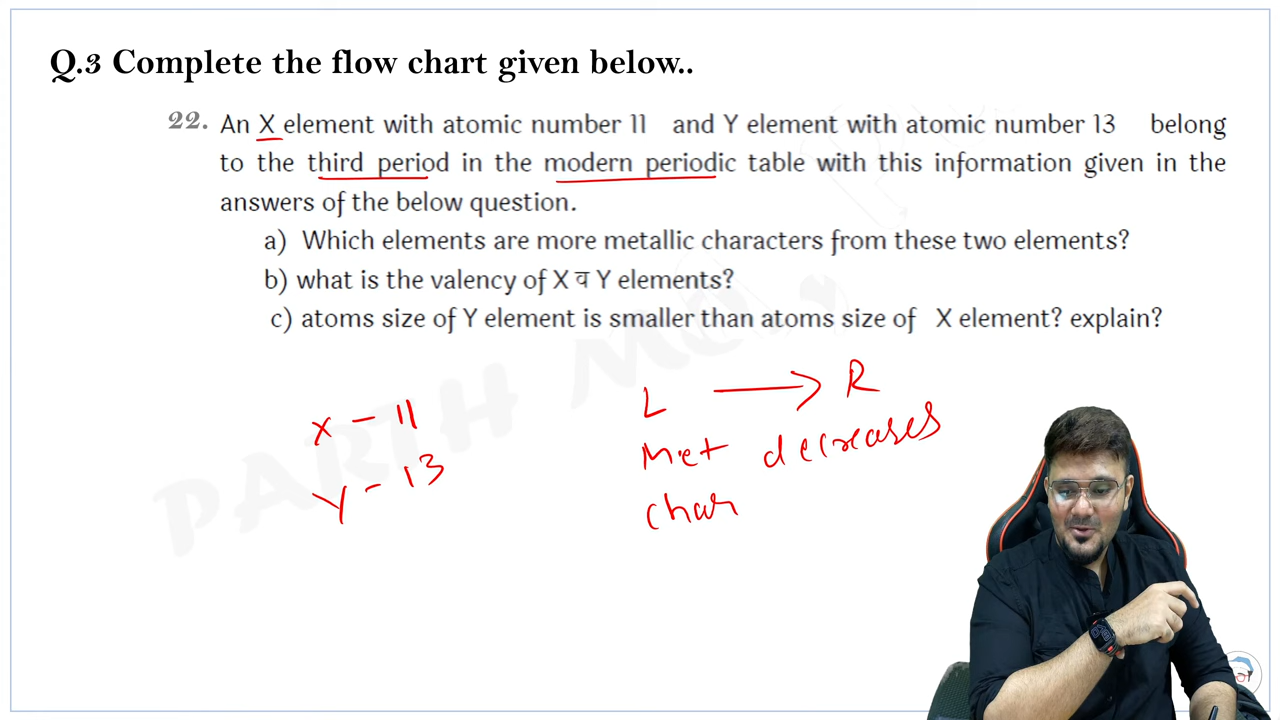 Q.3 Complete the flow chart given below..
22. An X element with atomic number 11 and Y element with atomic number 13 belong
to the third period in the modern periodic table with this information given in the
answers of the below question.
a) Which elements are more metallic characters from these two elements?
b) what is the valency of X व Y elements?
c) atoms size of Y element is smaller than atoms size of X element? explain?
L → R
X - 11
Met decreases
Y - 13
Char
PARTH MO